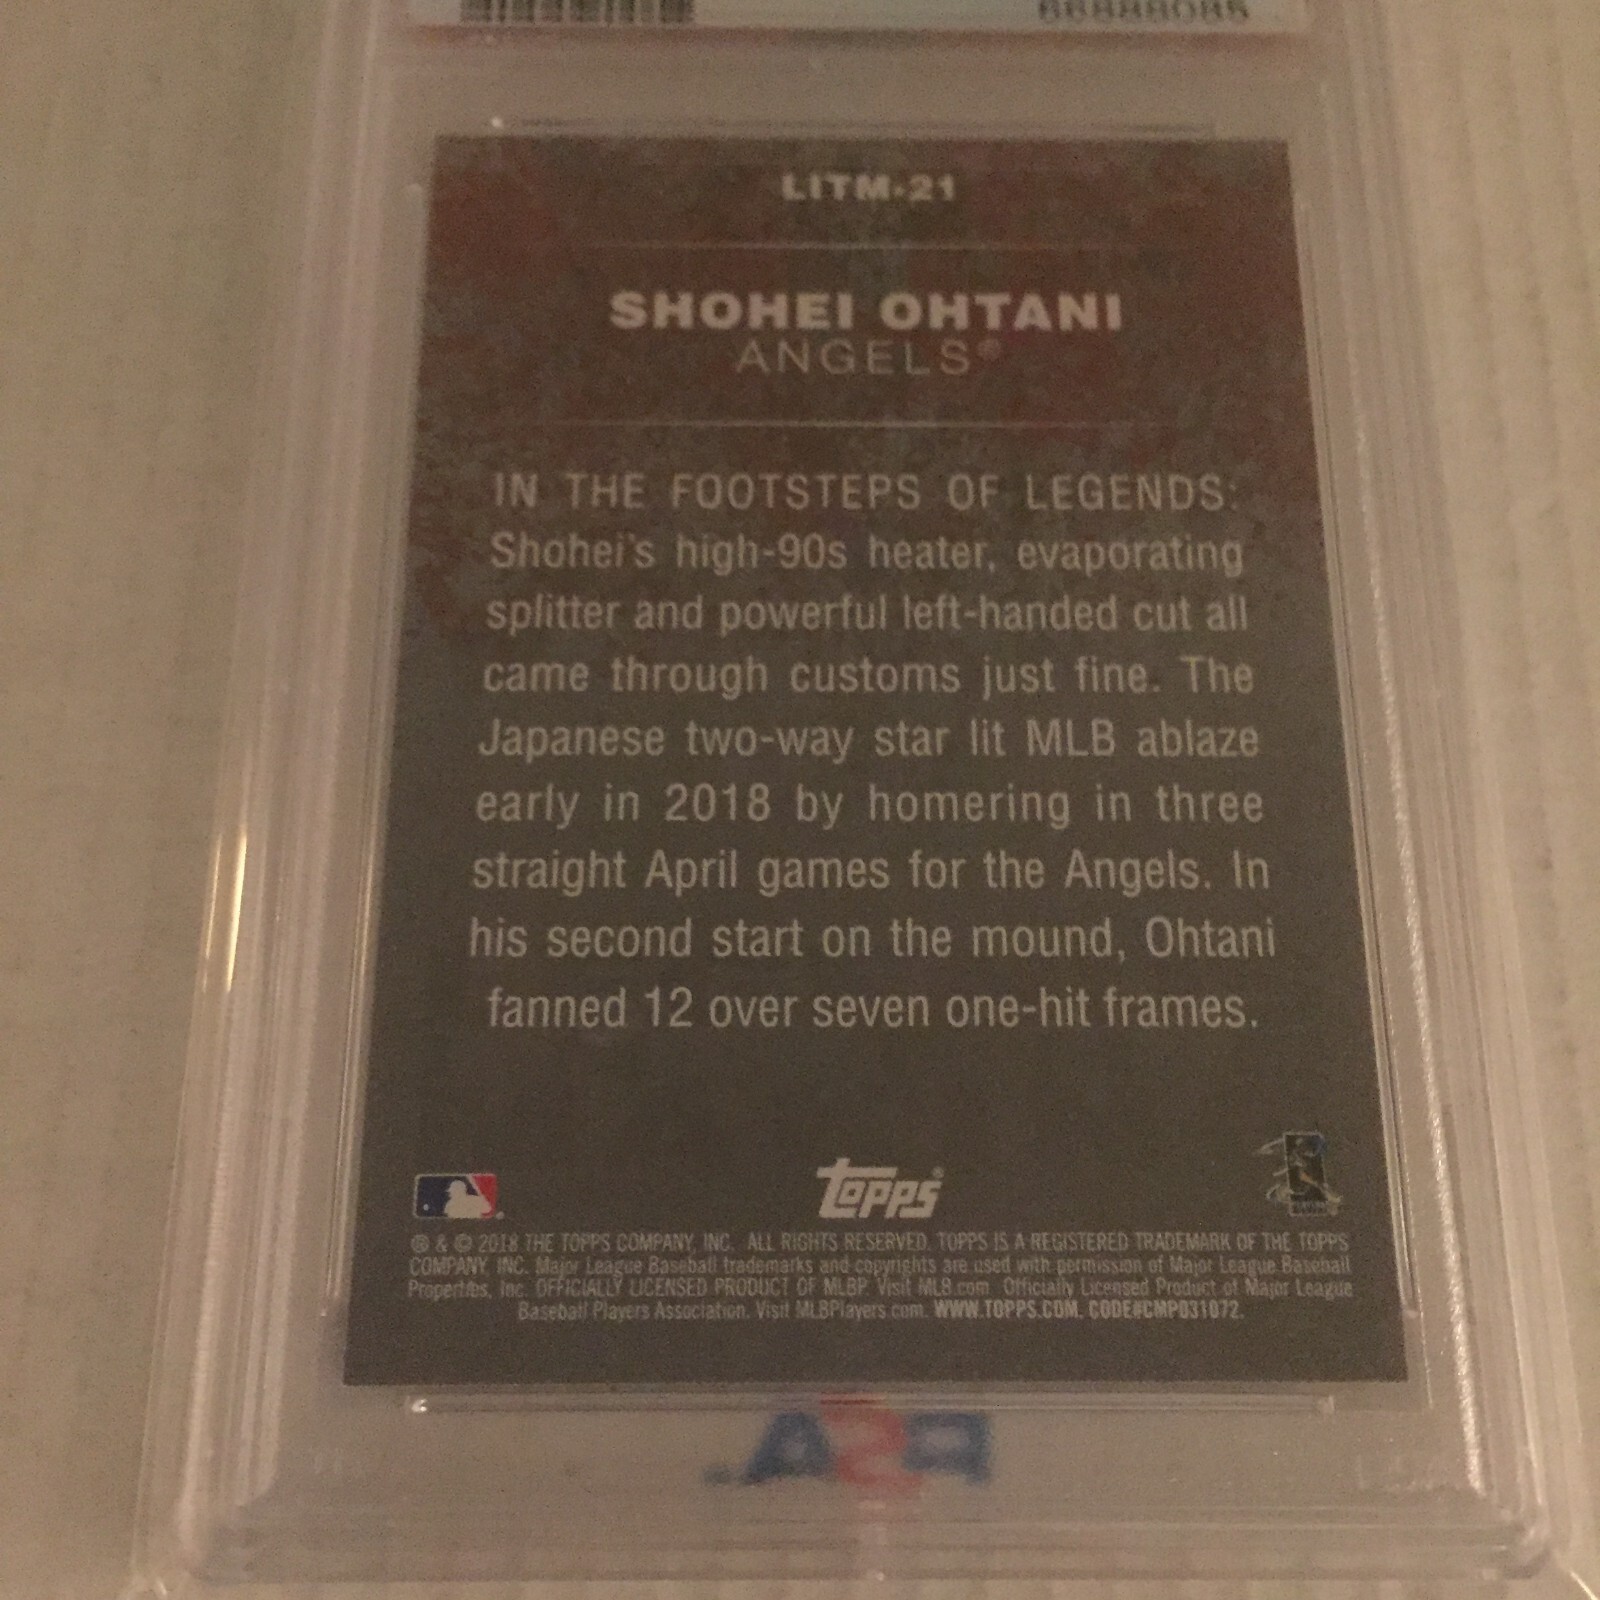 66888085
LITM-21
SHOHEI OHTANI
ANGELS®
IN THE FOOTSTEPS OF LEGENDS:
Shohei's high-90s heater, evaporating
splitter and powerful left-handed cut all
came through customs just fine. The
Japanese two-way star lit MLB ablaze
early in 2018 by homering in three
straight April games for the Angels. In
his second start on the mound, Ohtani
fanned 12 over seven one-hit frames.
topps®
® & © 2018 THE TOPPS COMPANY, INC. ALL RIGHTS RESERVED. TOPPS IS A REGISTERED TRADEMARK OF THE TOPPS
COMPANY, INC. Major League Baseball trademarks and copyrights are used with permission of Major League Baseball
Properties, Inc. OFFICIALLY LICENSED PRODUCT OF MLBP. Visit MLB.com Officially Licensed Product of Major League
Baseball Players Association. Visit MLBPlayers.com. WWW.TOPPS.COM. CODE#CMP031072.
PSA